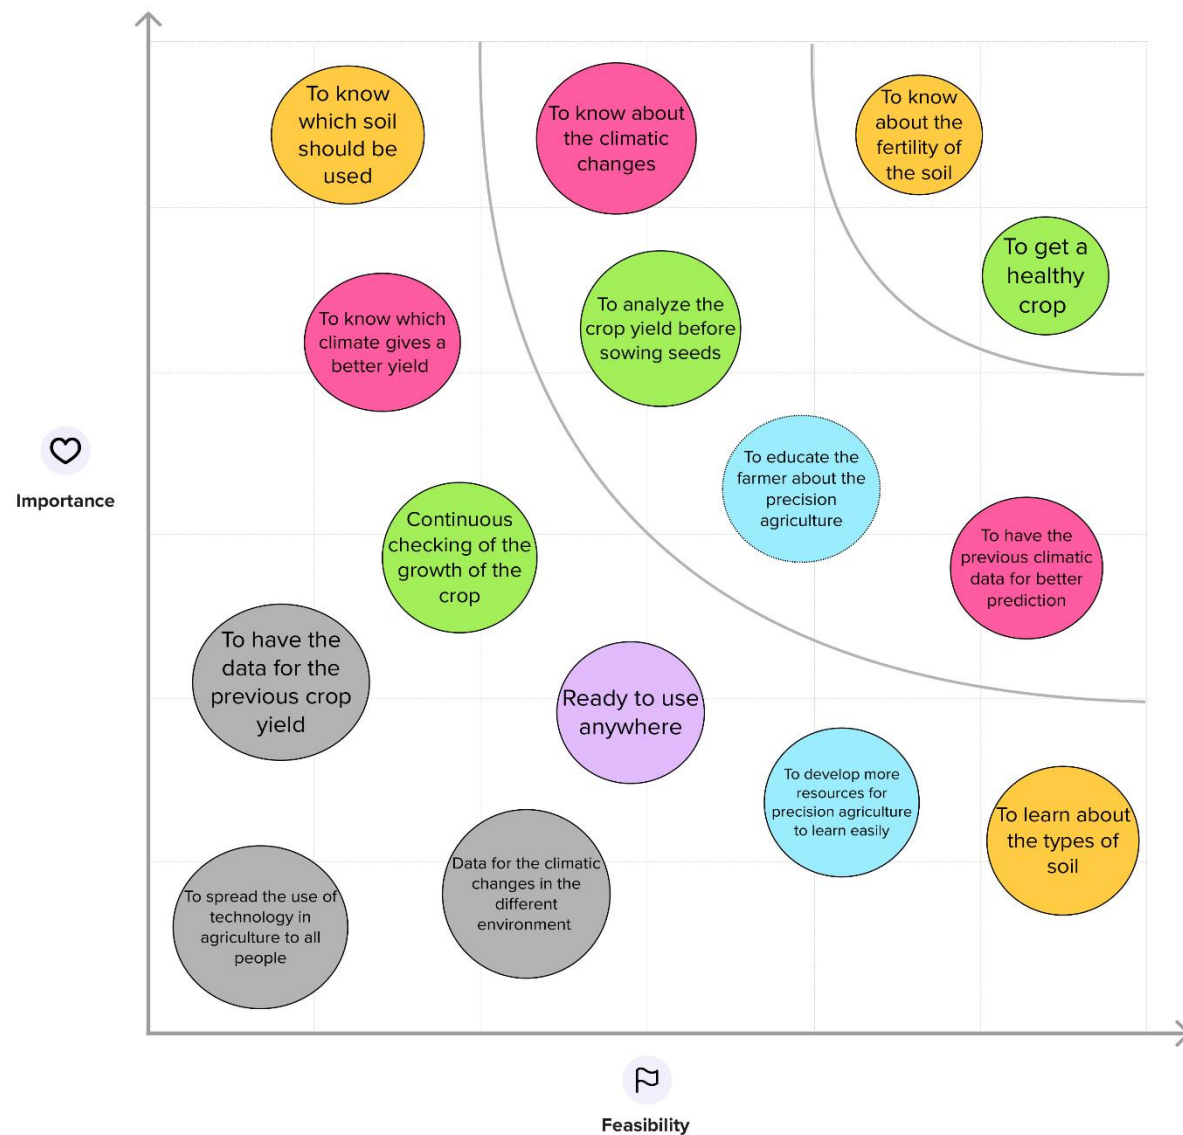 To know
which soil
should be
used
To know about
the climatic
changes
To know
about the
fertility of
the soil
To get a
healthy
crop
To know which
climate gives a
better yield
To analyze the
crop yield before
sowing seeds
To educate the
farmer about the
precision
agriculture
Importance
Continuous
checking of the
growth of the
crop
To have the
previous climatic
data for better
prediction
To have the
data for the
previous crop
yield
Ready to use
anywhere
To develop more
resources for
precision agriculture
to learn easily
To learn about
the types of
soil
To spread the use of
technology in
agriculture to all
people
Data for the climatic
changes in the
different
environment
Feasibility